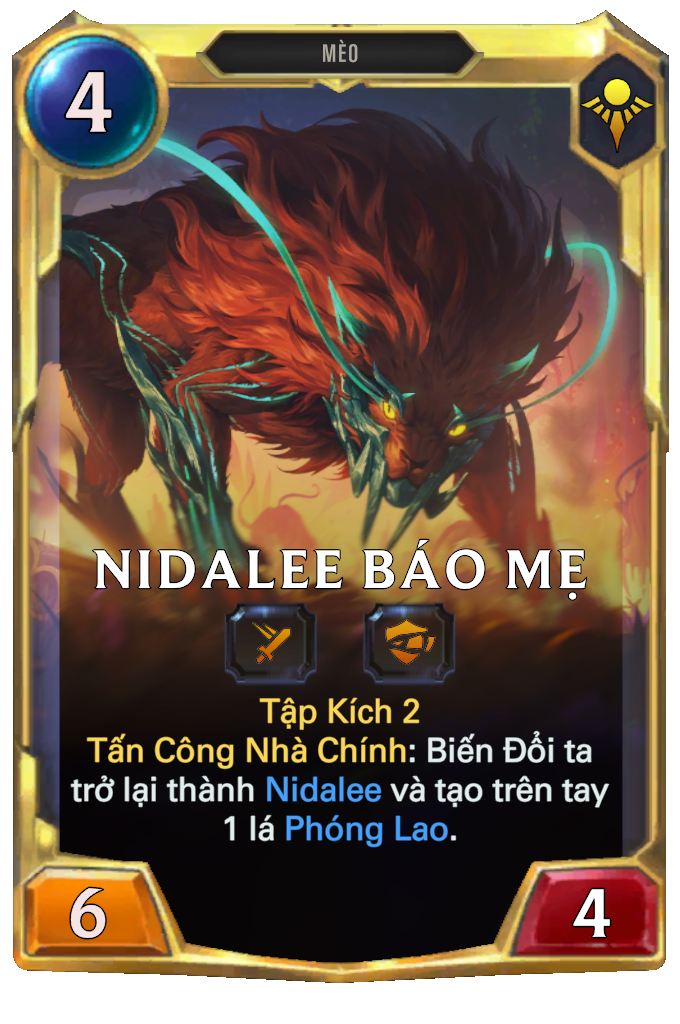 MÈO
4
NIDALEE BÁO MẸ
Tập Kích 2
Tấn Công Nhà Chính: Biến Đổi ta
trở lại thành Nidalee và tạo trên tay
1 lá Phóng Lao.
6
4